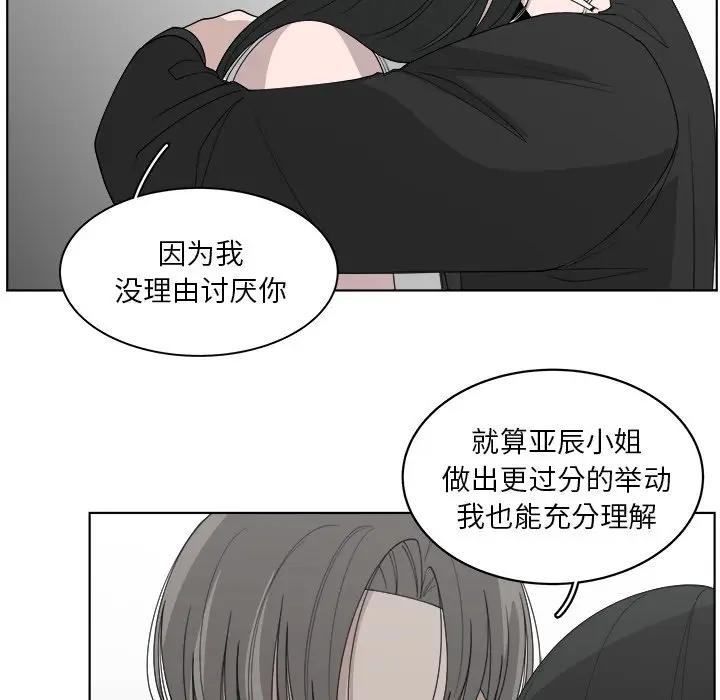 因为我
没理由讨厌你
就算亚辰小姐
做出更过分的举动
我也能充分理解